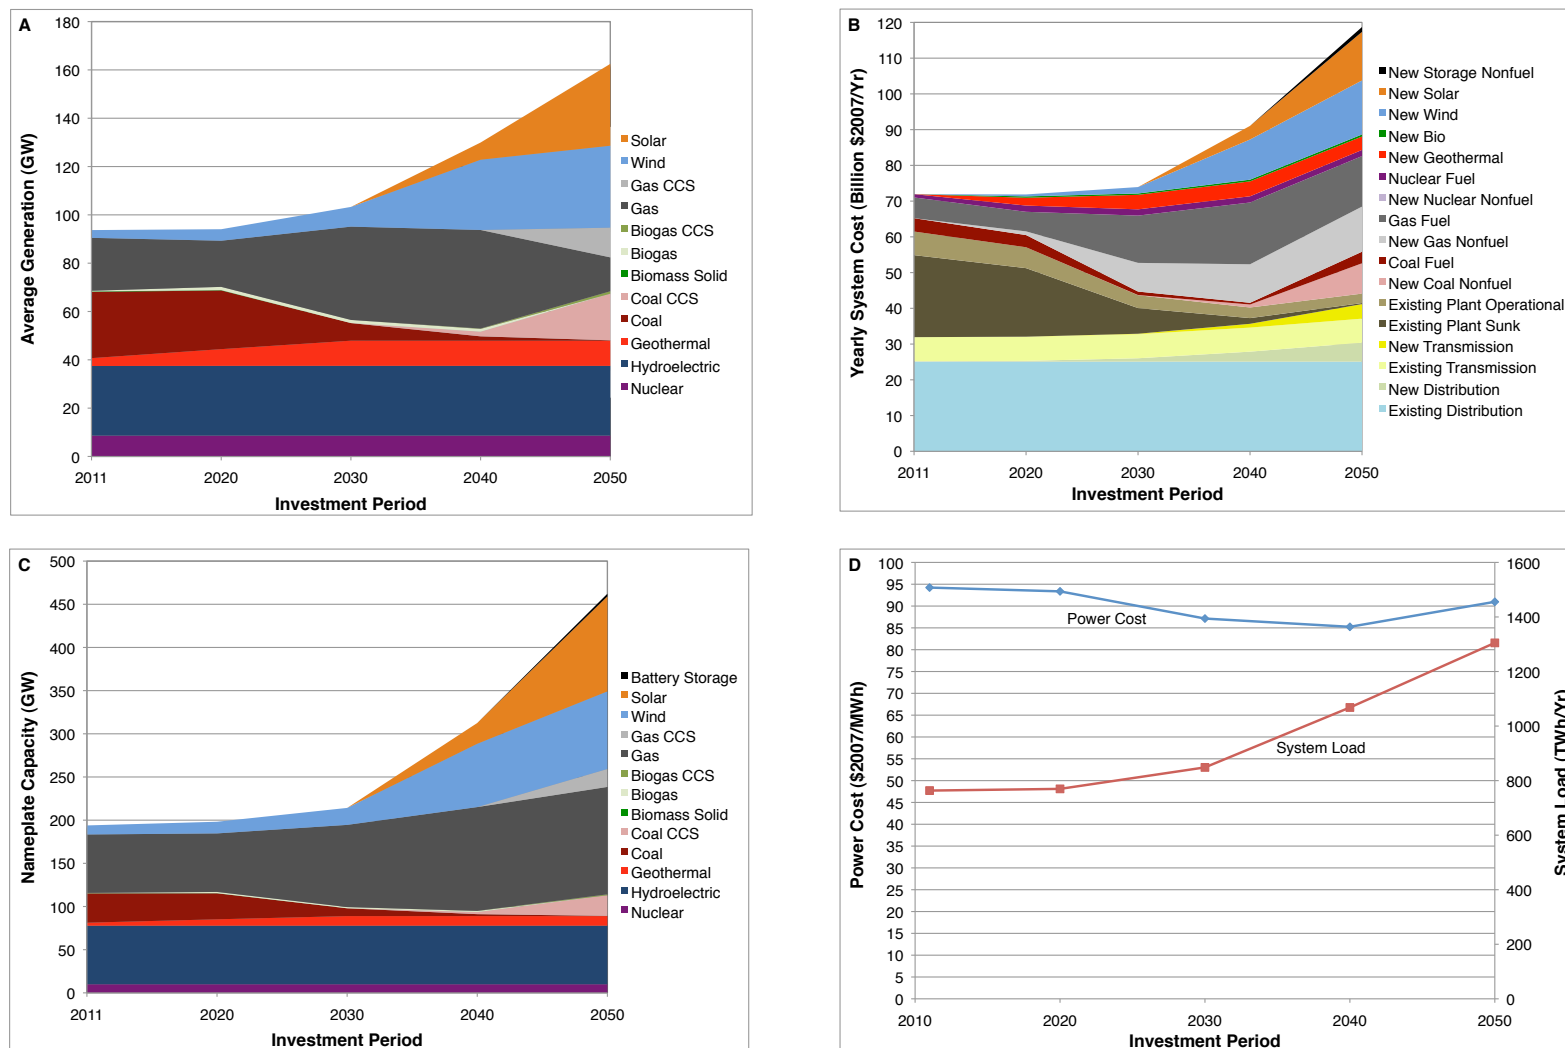 A
180
160
140
120
100
80
60
40
20
0
Average Generation (GW)
2011 2020 2030 2040 2050
Investment Period
Solar
Wind
Gas CCS
Gas
Biogas CCS
Biogas
Biomass Solid
Coal CCS
Coal
Geothermal
Hydroelectric
Nuclear
B
120
110
100
90
80
70
60
50
40
30
20
10
0
Yearly System Cost (Billion $2007/Yr)
2011 2020 2030 2040 2050
Investment Period
New Storage Nonfuel
New Solar
New Wind
New Bio
New Geothermal
Nuclear Fuel
New Nuclear Nonfuel
Gas Fuel
New Gas Nonfuel
Coal Fuel
New Coal Nonfuel
Existing Plant Operational
Existing Plant Sunk
New Transmission
Existing Transmission
New Distribution
Existing Distribution
C
500
450
400
350
300
250
200
150
100
50
0
Nameplate Capacity (GW)
2011 2020 2030 2040 2050
Investment Period
Battery Storage
Solar
Wind
Gas CCS
Gas
Biogas CCS
Biogas
Biomass Solid
Coal CCS
Coal
Geothermal
Hydroelectric
Nuclear
D
100
95
90
85
80
75
70
65
60
55
50
45
40
35
30
25
20
15
10
5
0
Power Cost ($2007/MWh)
Power Cost
System Load
1600
1400
1200
1000
800
600
400
200
0
System Load (TWh/Yr)
2010 2020 2030 2040 2050
Investment Period